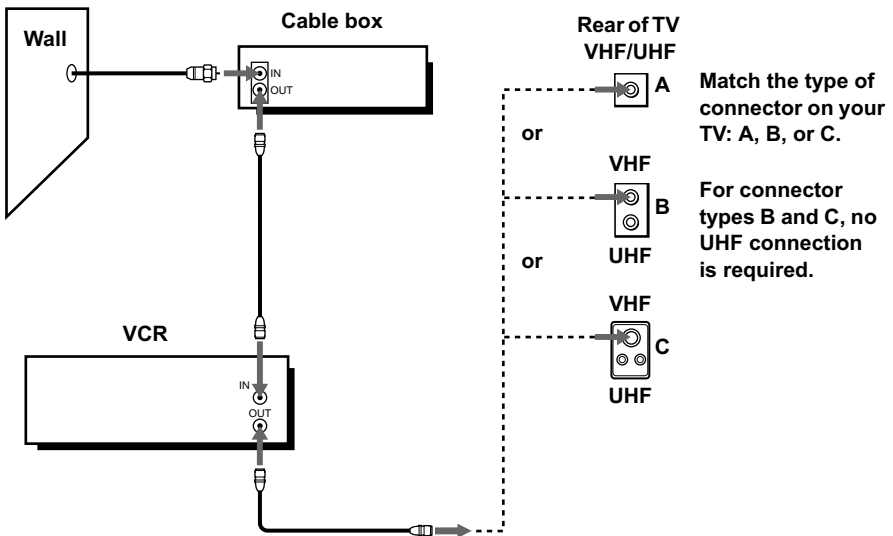 Wall
Cable box
IN
OUT
VCR
IN
OUT
Rear of TV
VHF/UHF
A
or
VHF
B
UHF
or
VHF
C
UHF
Match the type of
connector on your
TV: A, B, or C.
For connector
types B and C, no
UHF connection
is required.